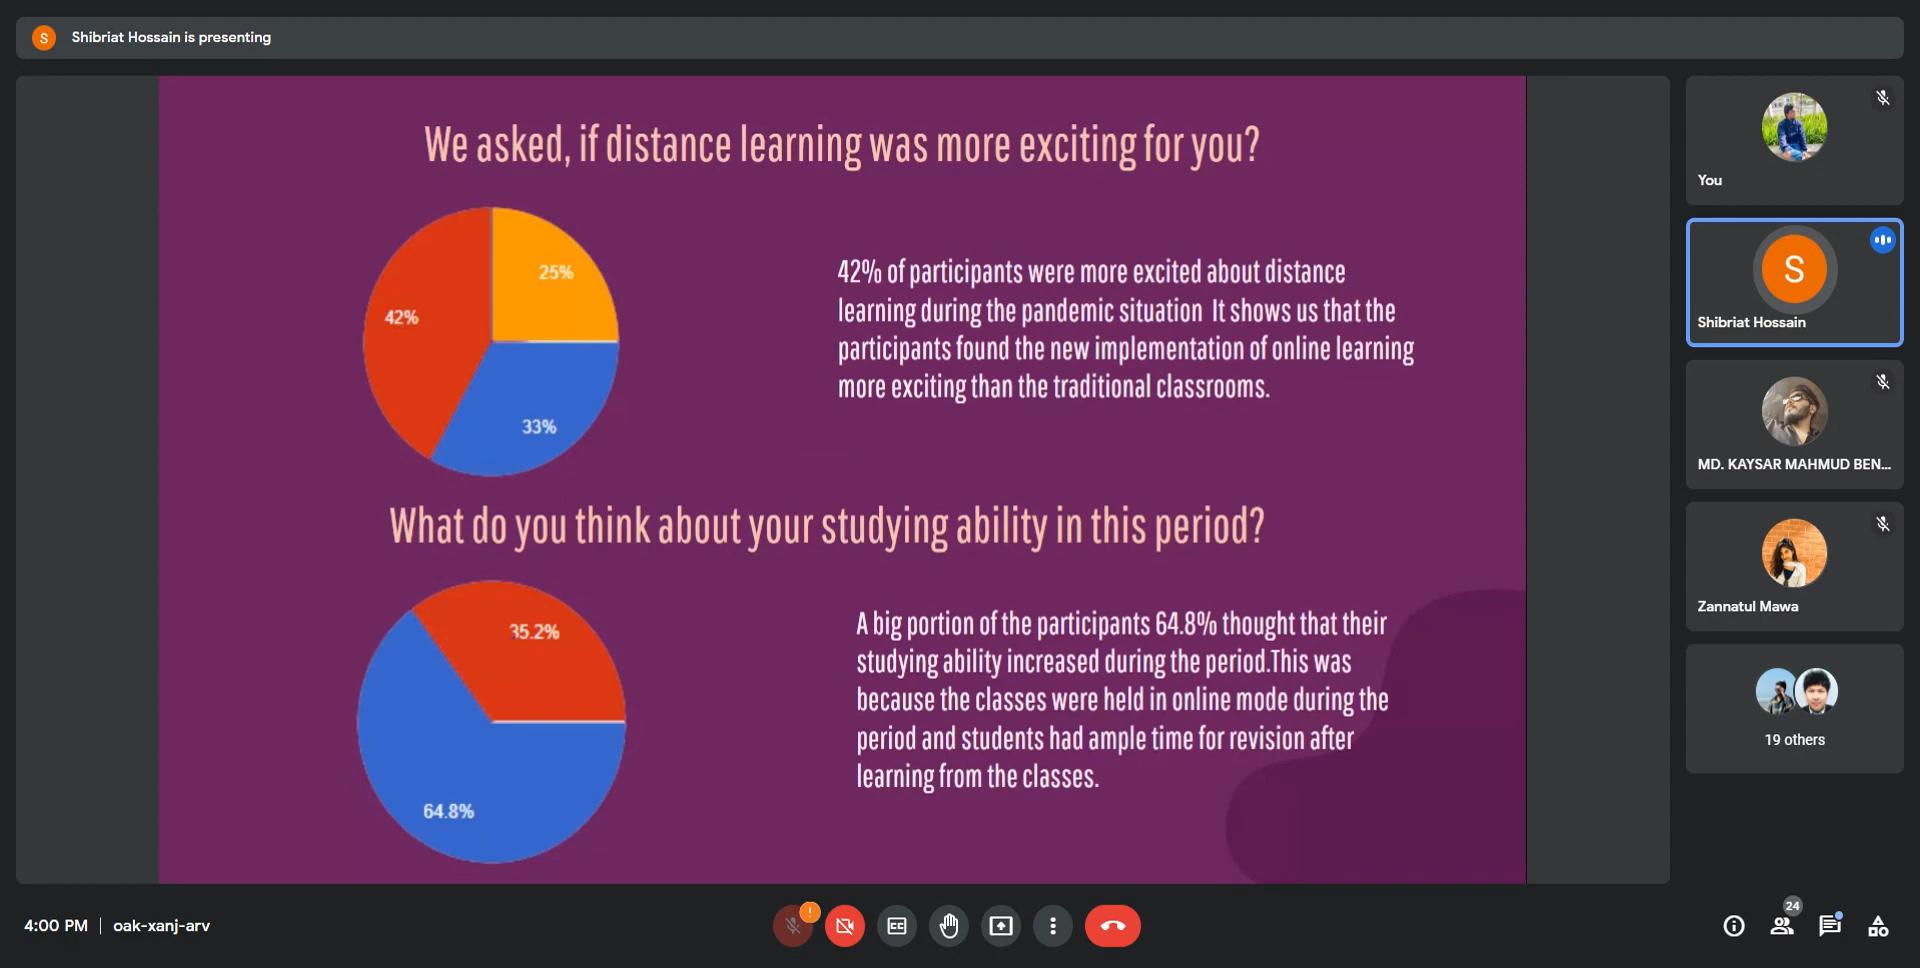 S Shibriat Hossain is presenting
We asked, if distance learning was more exciting for you?
25%
42%
33%
42% of participants were more excited about distance
learning during the pandemic situation It shows us that the
participants found the new implementation of online learning
more exciting than the traditional classrooms.
What do you think about your studying ability in this period?
35.2%
64.8%
A big portion of the participants 64.8% thought that their
studying ability increased during the period.This was
because the classes were held in online mode during the
period and students had ample time for revision after
learning from the classes.
You
S
Shibriat Hossain
MD. KAYSAR MAHMUD BEN...
Zannatul Mawa
19 others
4:00 PM | oak-xanj-arv
!
CC
24